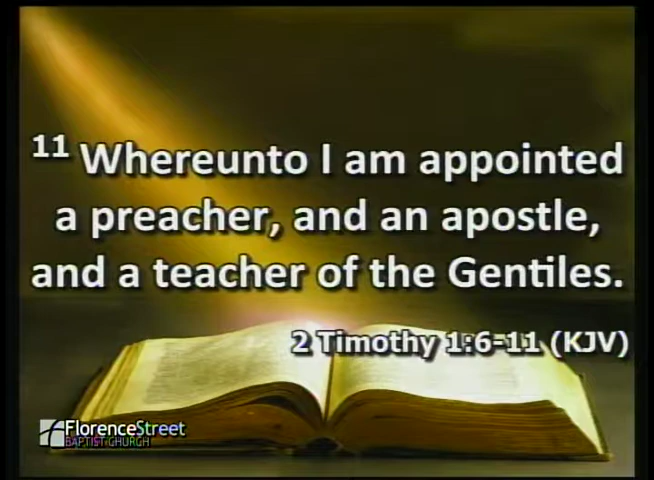 11 Whereunto I am appointed
a preacher, and an apostle,
and a teacher of the Gentiles.
2 Timothy 1:6-11 (KJV)
FlorenceStreet
BAPTIST CHURCH